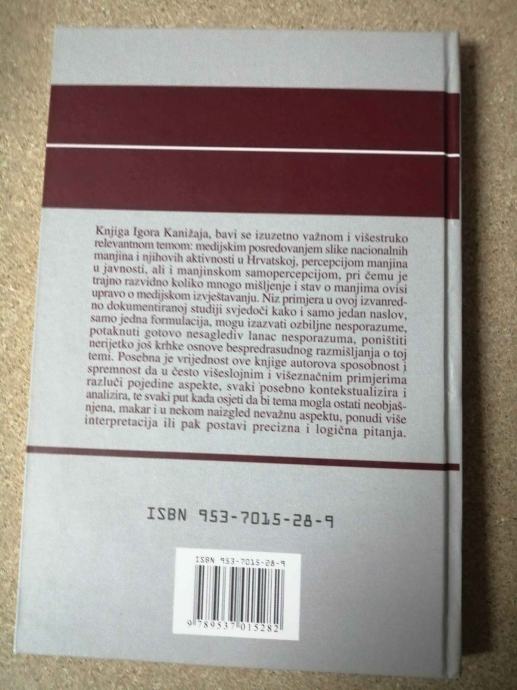 Knjiga Igora Kanižaja, bavi se izuzetno važnom i višestruko
relevantnom temom: medijskim posredovanjem slike nacionalnih
manjina i njihovih aktivnosti u Hrvatskoj, percepcijom manjina
u javnosti, ali i manjinskom samopercepcijom, pri čemu je
trajno razvidno koliko mnogo mišljenje i stav o manjima ovisi
upravo o medijskom izvještavanju. Niz primjera u ovoj izvanred-
no dokumentiranoj studiji svjedoči kako i samo jedan naslov,
samo jedna formulacija, mogu izazvati ozbiljne nesporazume,
potaknuti gotovo nesagledív lanac nesporazuma, poništiti
nerijetko još krhke osnove bespredrasudnog razmišljanja o toj
temi. Posebna je vrijednost ove knjige autorova sposobnost i
spremnost da u često višeslojnim i višeznačnim primjerima
razluči pojedine aspekte, svaki posebno kontekstualizira i
analizira, te svaki put kada osjeti da bi tema mogla ostati neobjaš-
njena, makar i u nekom naizgled nevažnu aspektu, ponudi više
interpretacija ili pak postavi precizna i logična pitanja.
ISBN 953-7015-28-9
ISBN 953-7015-28-9
9 789537 015282